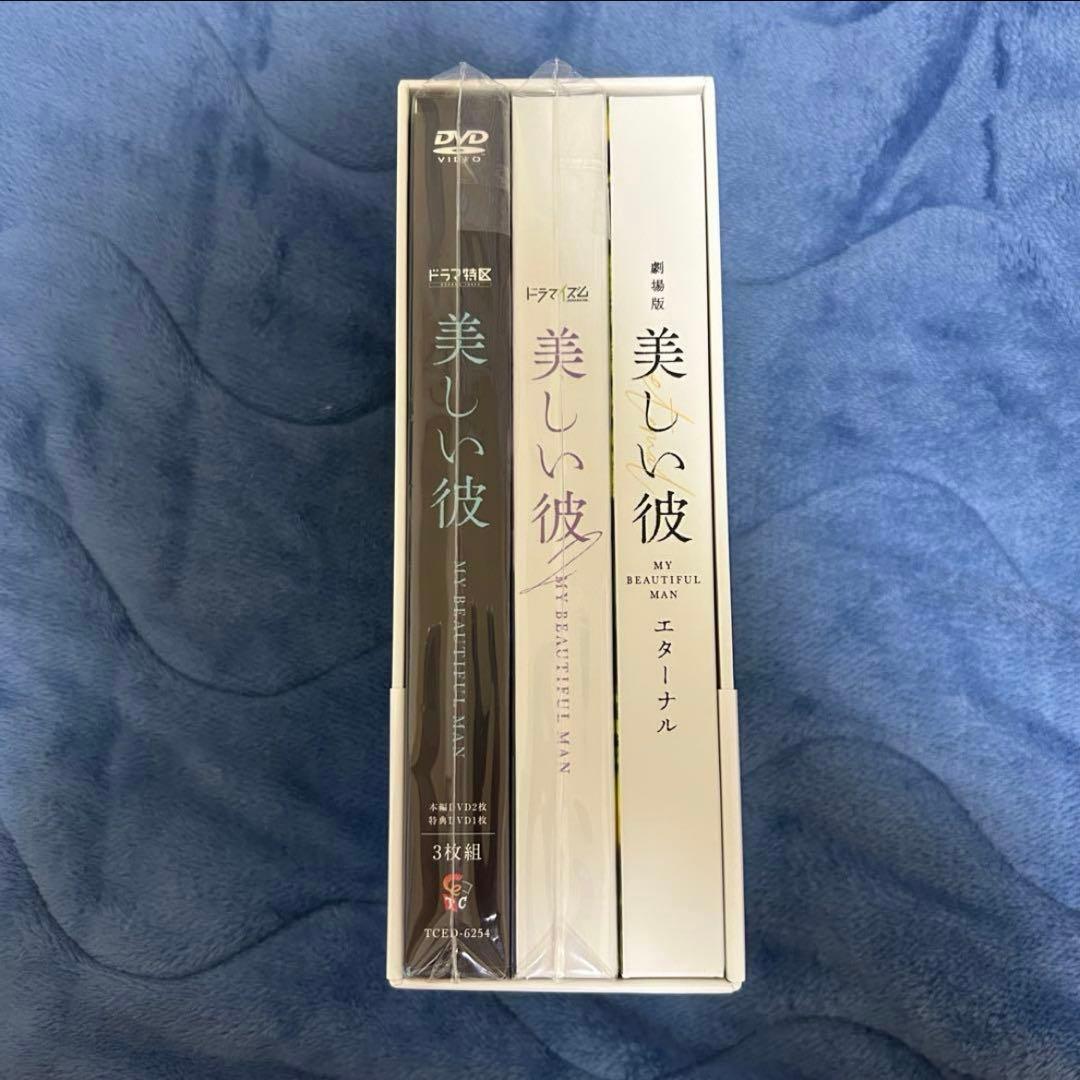 DVD
VIDEO
ドラマ特区
美しい彼
MY BEAUTIFUL MAN
本編DVD2枚
特典DVD1枚
3枚組
TC
TCED-6254
ドラマイズム
美しい彼
2
MY BEAUTIFUL MAN
劇場版
美しい彼
eternal
MY
BEAUTIFUL
MAN
エターナル